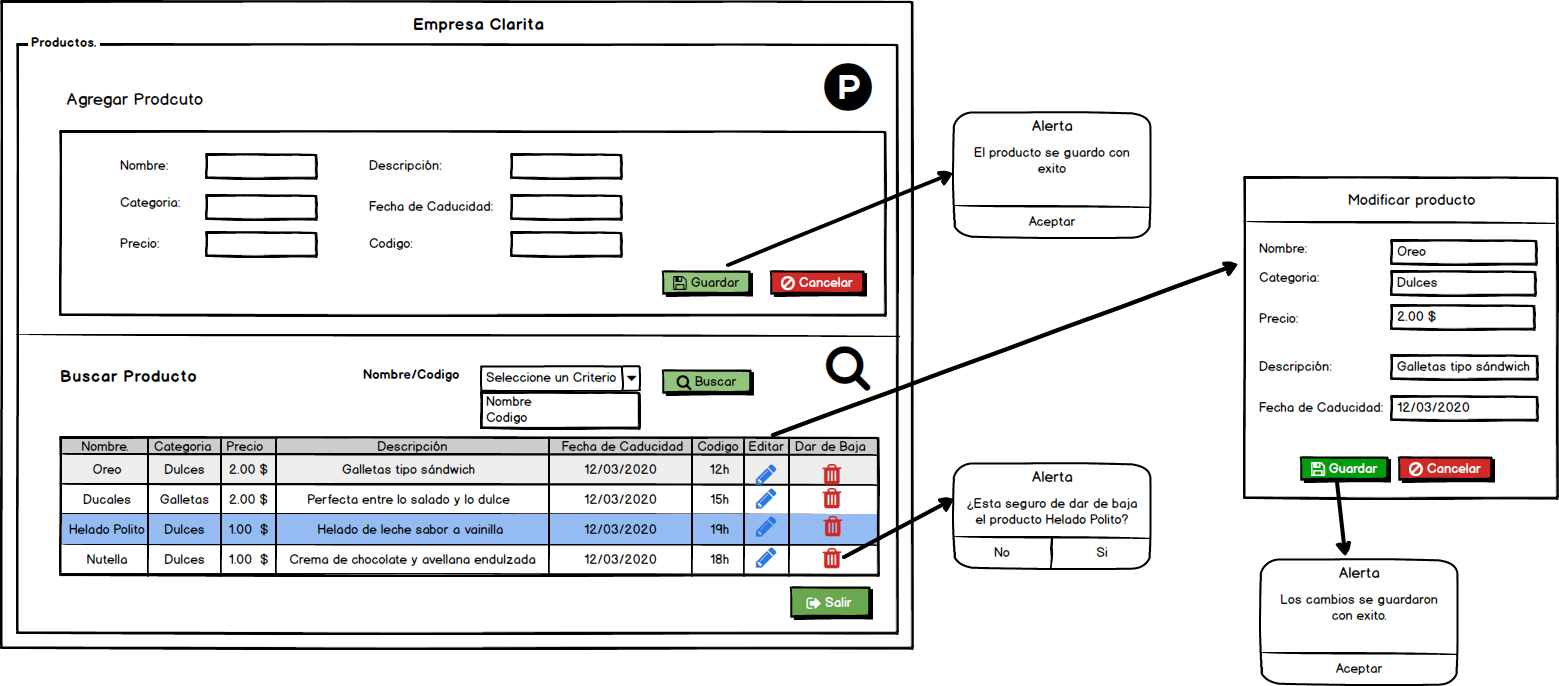 Empresa Clarita
Productos.
P
Agregar Prodcuto
Nombre:
Descripción:
Categoria:
Fecha de Caducidad:
Precio:
Codigo:
Guardar
Cancelar
Buscar Producto
Nombre/Codigo
Seleccione un Criterio
Nombre
Codigo
Buscar
Nombre. Categoria Precio Descripción Fecha de Caducidad Codigo Editar Dar de Baja
Oreo Dulces 2.00 $ Galletas tipo sándwich 12/03/2020 12h
Ducales Galletas 2.00 $ Perfecta entre lo salado y lo dulce 12/03/2020 15h
Helado Polito Dulces 1.00 $ Helado de leche sabor a vainilla 12/03/2020 19h
Nutella Dulces 1.00 $ Crema de chocolate y avellana endulzada 12/03/2020 18h
Salir
Alerta
El producto se guardo con
exito
Aceptar
Alerta
¿Esta seguro de dar de baja
el producto Helado Polito?
No
Si
Modificar producto
Nombre: Oreo
Categoria: Dulces
Precio: 2.00 $
Descripción: Galletas tipo sándwich
Fecha de Caducidad: 12/03/2020
Guardar
Cancelar
Alerta
Los cambios se guardaron
con exito.
Aceptar